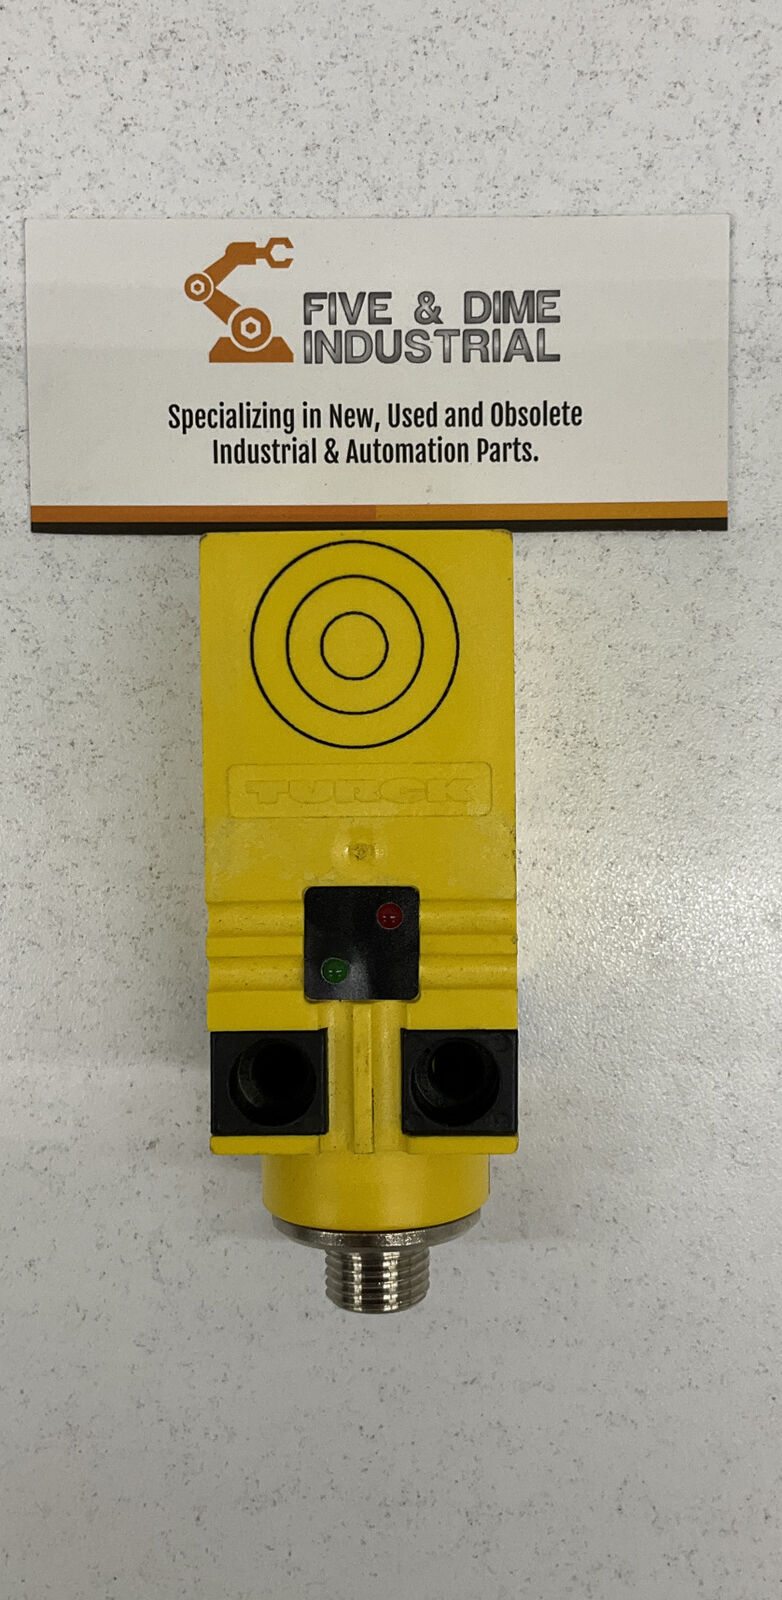 FIVE & DIME
INDUSTRIAL
Specializing in New, Used and Obsolete
Industrial & Automation Parts.
TURCK